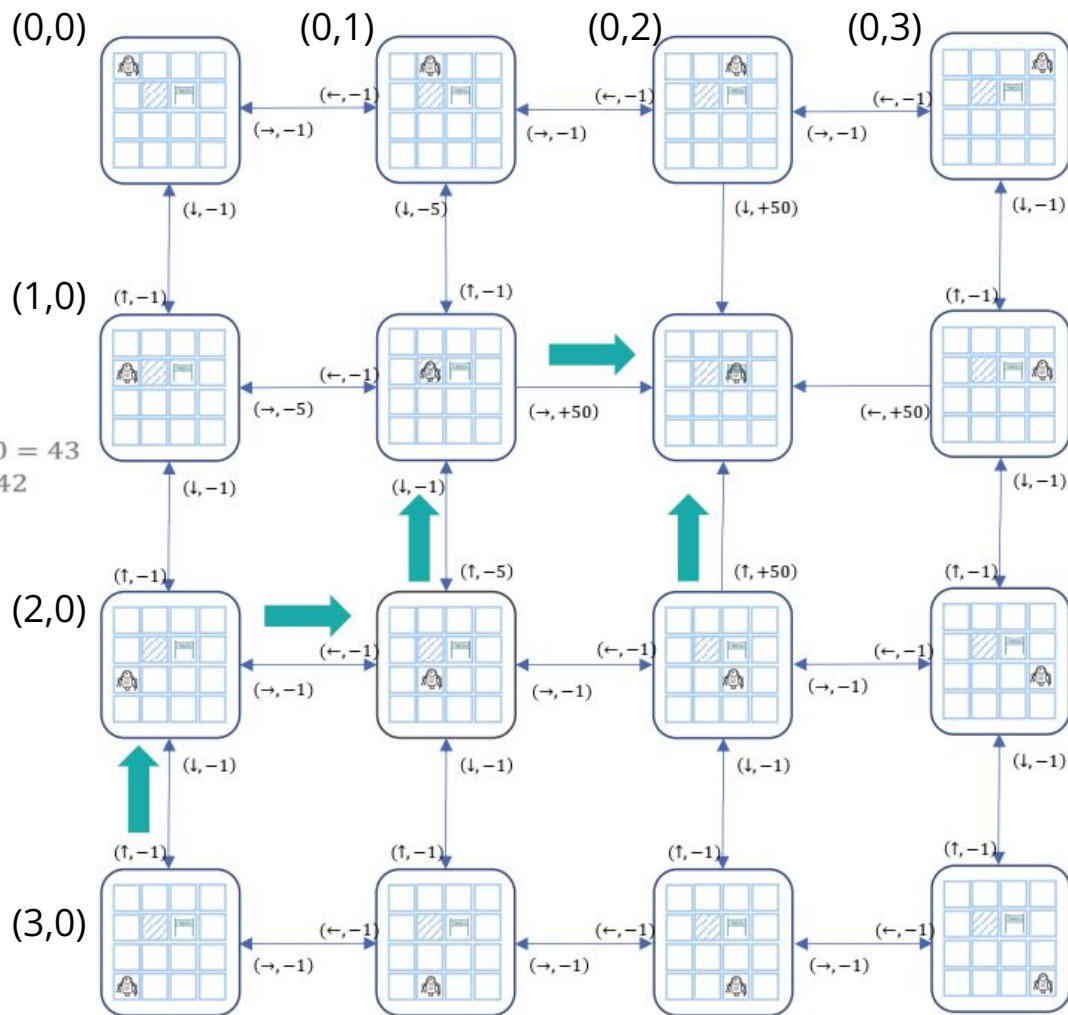 (0,0) (0,1) (0,2) (0,3)
(←, −1) (←, −1) (←, −1)
(→, −1) (→, −1) (→, −1)
(↓, −1) (↓, −5) (↓, +50) (↓, −1)
(1,0) (↑, −1) (↑, −1) (↑, −1)
(←, −1)
(→, −5) (→, +50) (←, +50)
0 = 43
42
(↓, −1) (↓, −1) (↓, −1)
(↑, −1) (↑, −5) (↑, +50) (↑, −1)
(2,0)
(←, −1) (←, −1) (←, −1)
(→, −1) (→, −1) (→, −1)
(↓, −1) (↓, −1) (↓, −1) (↓, −1)
(↑, −1) (↑, −1) (↑, −1) (↑, −1)
(3,0) (←, −1) (←, −1) (←, −1)
(→, −1) (→, −1) (→, −1)